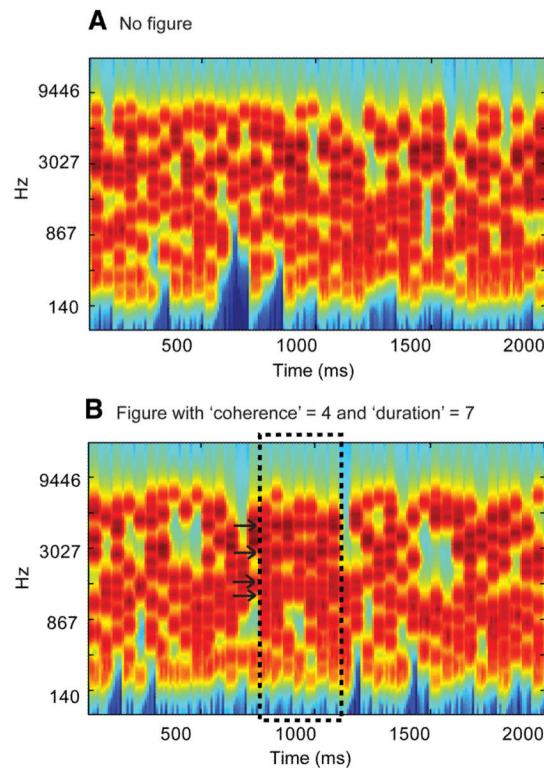 A No figure
9446
3027
Hz
867
140
500 1000 1500 2000
Time (ms)
B Figure with 'coherence' = 4 and 'duration' = 7
9446
3027
Hz
867
140
500 1000 1500 2000
Time (ms)